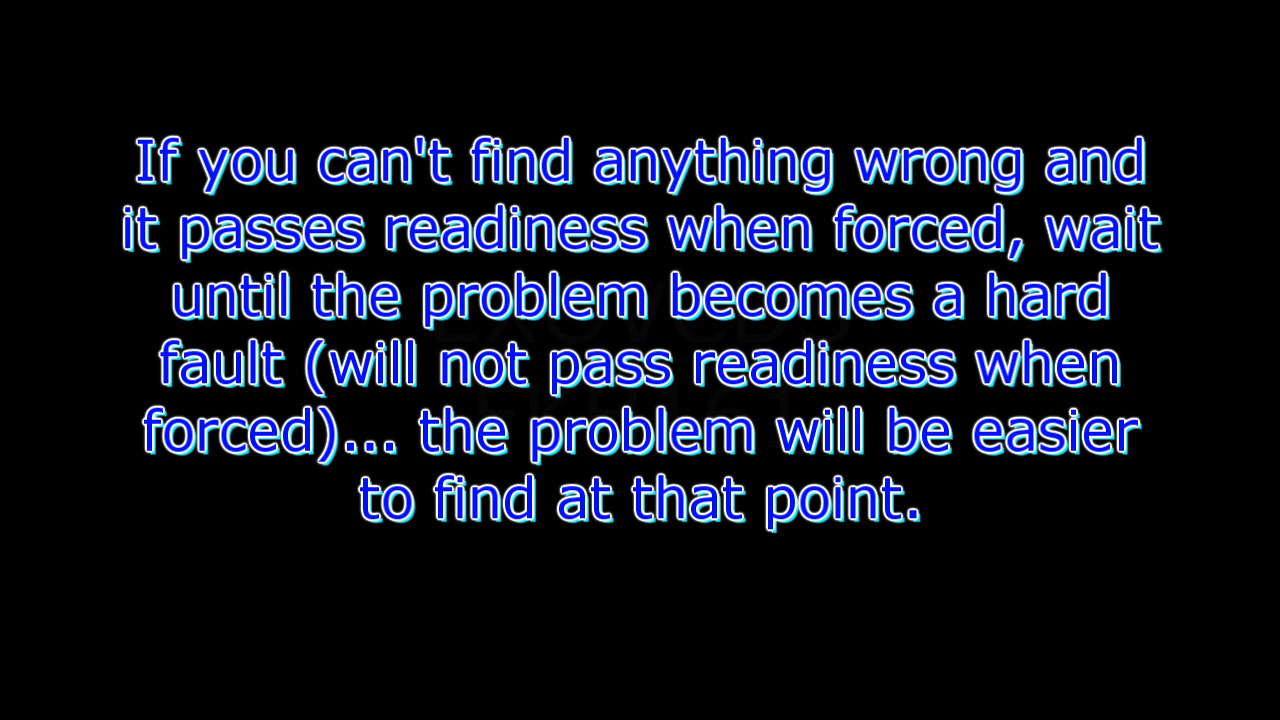 If you can't find anything wrong and
it passes readiness when forced, wait
until the problem becomes a hard
fault (will not pass readiness when
forced)... the problem will be easier
to find at that point.